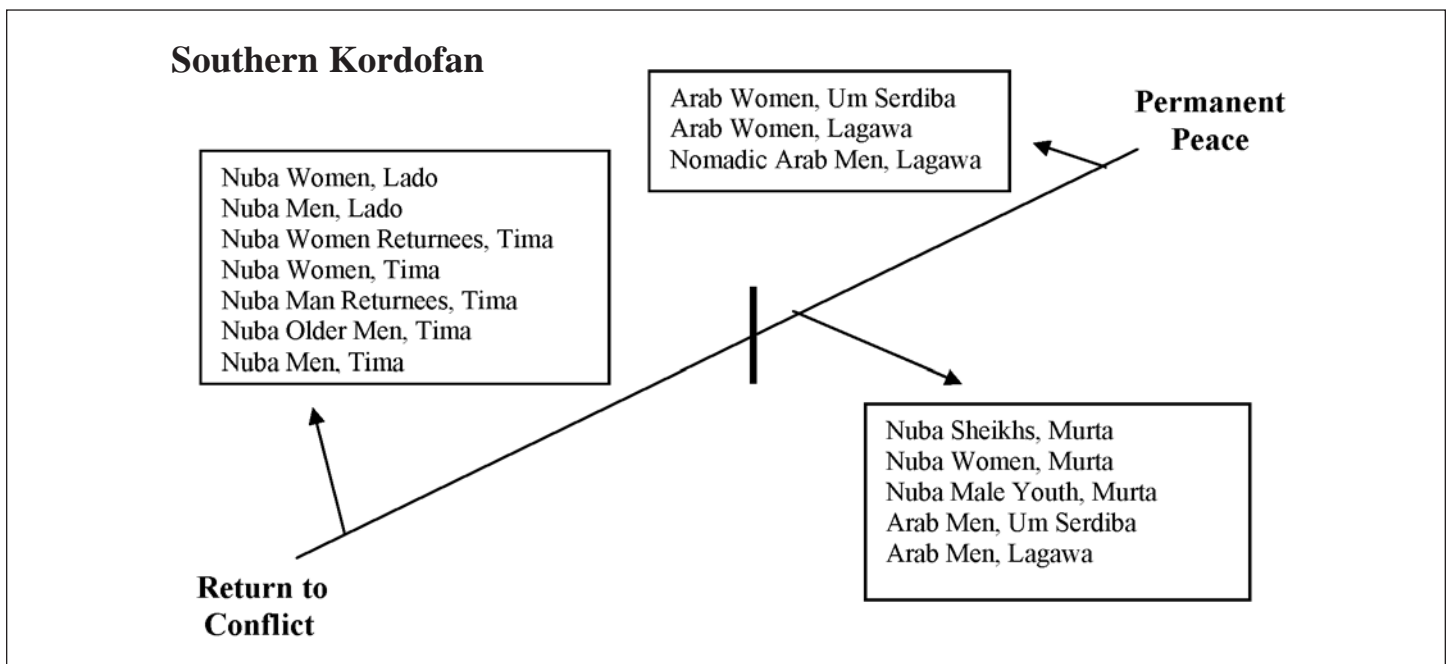 Southern Kordofan
Arab Women, Um Serdiba
Arab Women, Lagawa
Nomadic Arab Men, Lagawa
Permanent
Peace
Nuba Women, Lado
Nuba Men, Lado
Nuba Women Returnees, Tima
Nuba Women, Tima
Nuba Man Returnees, Tima
Nuba Older Men, Tima
Nuba Men, Tima
Nuba Sheikhs, Murta
Nuba Women, Murta
Nuba Male Youth, Murta
Arab Men, Um Serdiba
Arab Men, Lagawa
Return to
Conflict